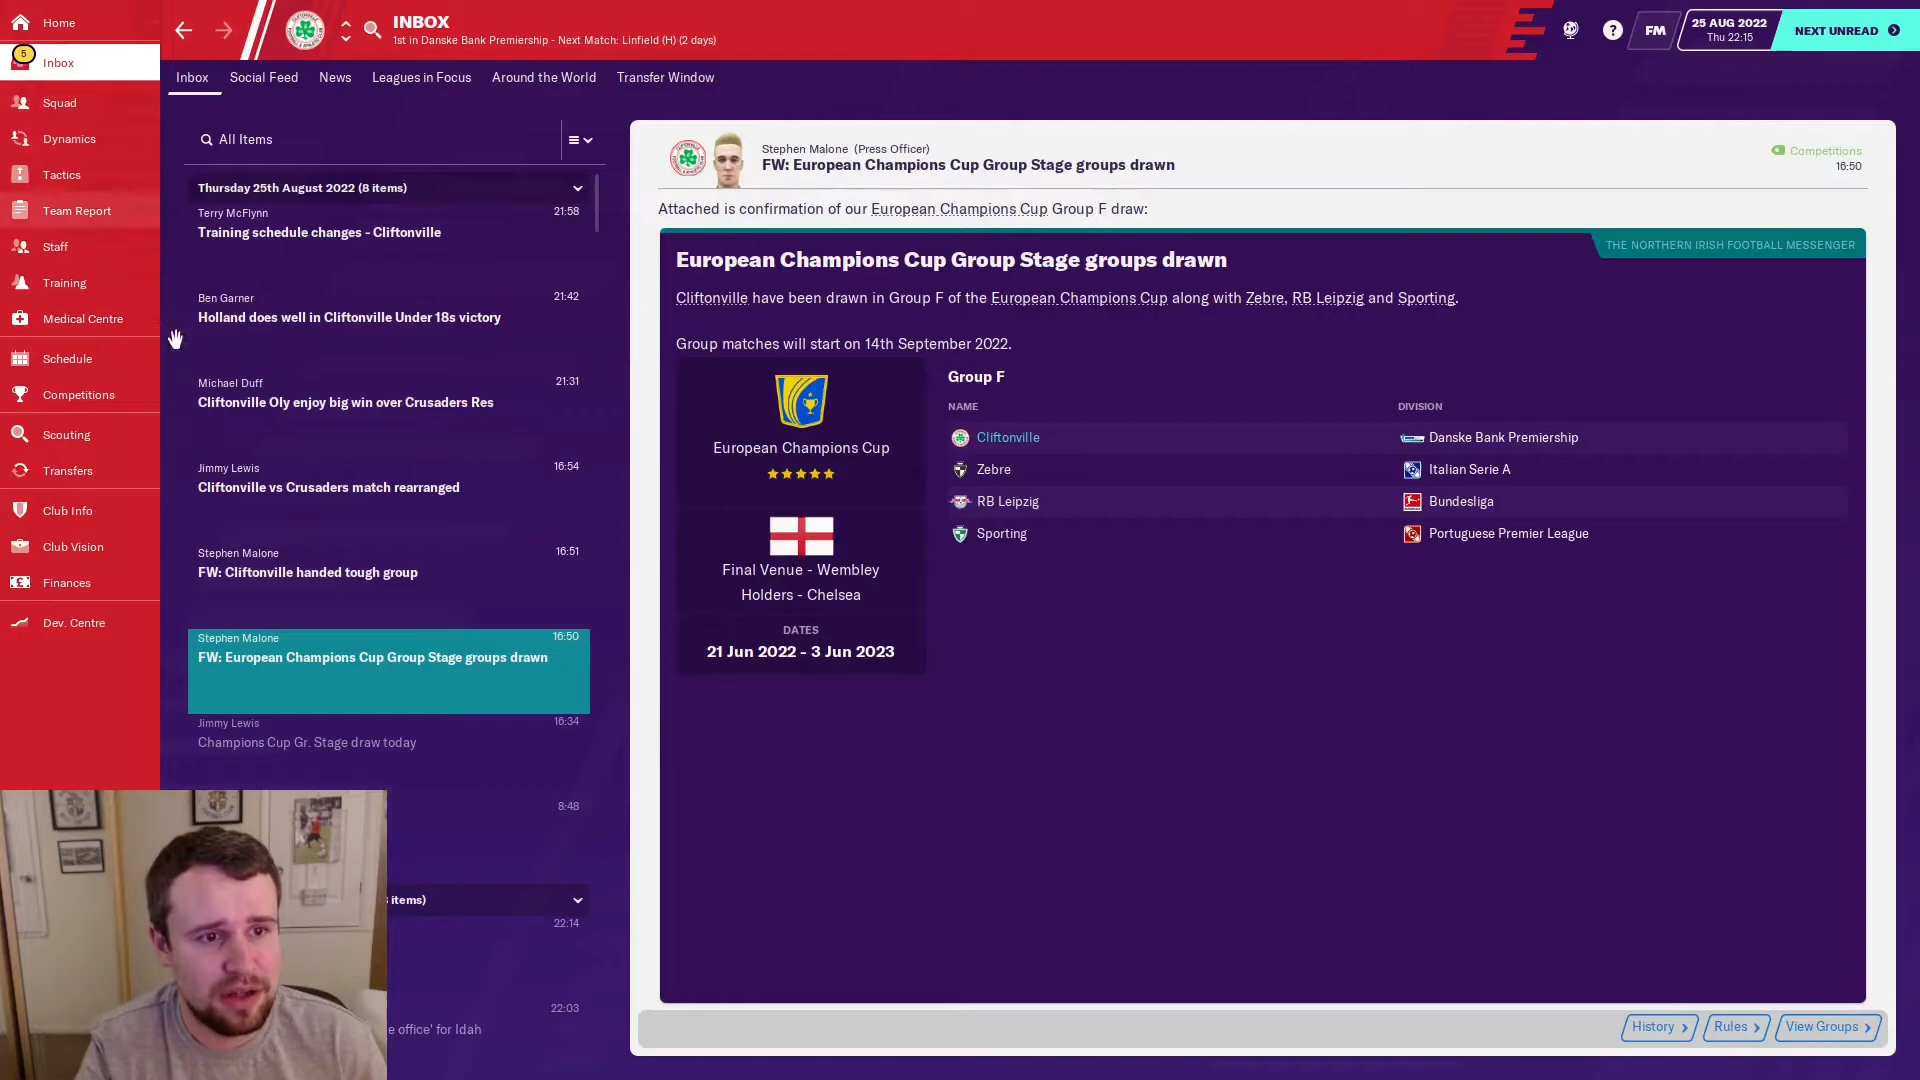 Home
5
Inbox
Squad
Dynamics
Tactics
Team Report
Staff
Training
Medical Centre
Schedule
Competitions
Scouting
Transfers
Club Info
Club Vision
Finances
Dev. Centre
INBOX
1st in Danske Bank Premiership - Next Match: Linfield (H) (2 days)
?
FM
25 AUG 2022
Thu 22:15
NEXT UNREAD
Inbox Social Feed News Leagues in Focus Around the World Transfer Window
All Items
Thursday 25th August 2022 (8 items)
Terry McFlynn 21:58
Training schedule changes - Cliftonville
Ben Garner 21:42
Holland does well in Cliftonville Under 18s victory
Michael Duff 21:31
Cliftonville Oly enjoy big win over Crusaders Res
Jimmy Lewis 16:54
Cliftonville vs Crusaders match rearranged
Stephen Malone 16:51
FW: Cliftonville handed tough group
Stephen Malone 16:50
FW: European Champions Cup Group Stage groups drawn
Jimmy Lewis 16:34
Champions Cup Gr. Stage draw today
8:48
items)
22:14
22:03
e office' for Idah
Stephen Malone (Press Officer)
FW: European Champions Cup Group Stage groups drawn
Competitions
16:50
Attached is confirmation of our European Champions Cup Group F draw:
THE NORTHERN IRISH FOOTBALL MESSENGER
European Champions Cup Group Stage groups drawn
Cliftonville have been drawn in Group F of the European Champions Cup along with Zebre, RB Leipzig and Sporting.
Group matches will start on 14th September 2022.
European Champions Cup
Final Venue - Wembley
Holders - Chelsea
DATES
21 Jun 2022 - 3 Jun 2023
Group F
NAME DIVISION
Cliftonville Danske Bank Premiership
Zebre Italian Serie A
RB Leipzig Bundesliga
Sporting Portuguese Premier League
History Rules View Groups